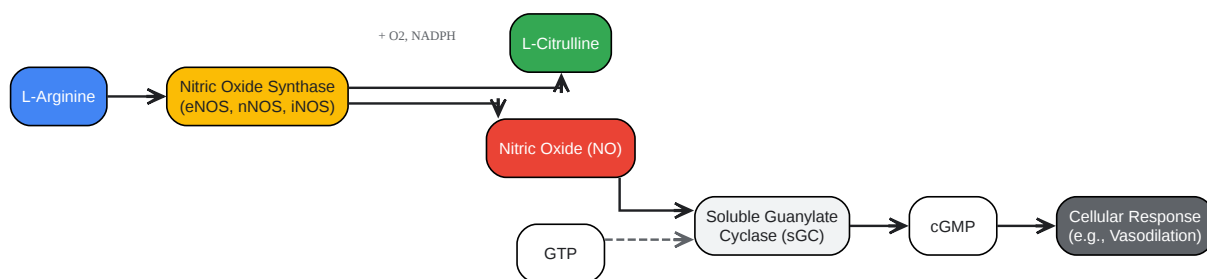 + O2, NADPH
L-Citrulline
L-Arginine
Nitric Oxide Synthase
(eNOS, nNOS, iNOS)
Nitric Oxide (NO)
Soluble Guanylate
Cyclase (sGC)
GTP
cGMP
Cellular Response
(e.g., Vasodilation)